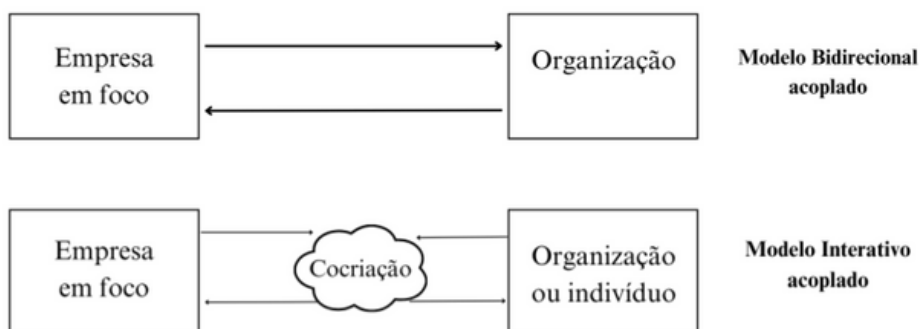 Empresa
em foco
Organização
Modelo Bidirecional
acoplado
Empresa
em foco
Cocriação
Organização
ou indivíduo
Modelo Interativo
acoplado